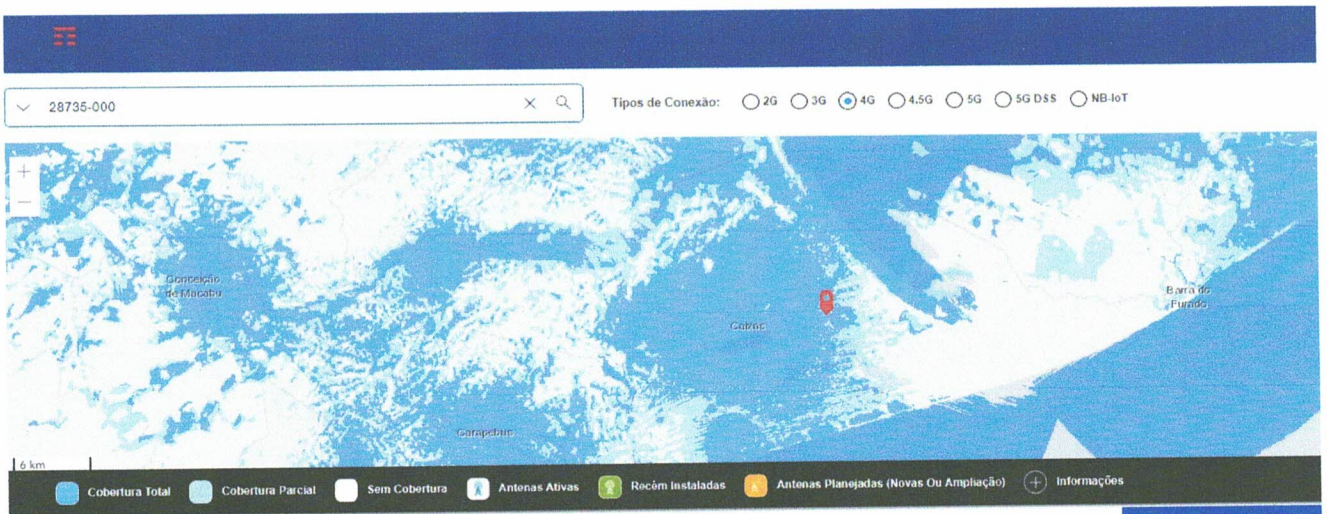 28735-000
Tipos de Conexão: 2G 3G 4G 4.5G 5G 5G DSS NB-IoT
+
−
Conceição
de Macabu
Barra do
Furado
Carapebus
6 km
Cobertura Total Cobertura Parcial Sem Cobertura Antenas Ativas Recém Instaladas Antenas Planejadas (Novas Ou Ampliação) Informações